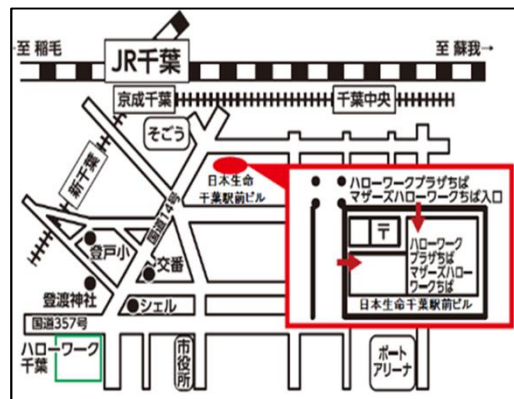 至 稲毛
至 蘇我→
JR千葉
京成千葉
千葉中央
そごう
新千葉
日本生命
千葉駅前ビル
国道14号
登戸小
交番
登渡神社
シェル
国道357号
ハローワーク
千葉
市役所
ポート
アリーナ
ハローワークプラザちば
マザーズハローワークちば入口
〒
ハローワーク
プラザちば
マザーズハロー
ワークちば
日本生命千葉駅前ビル